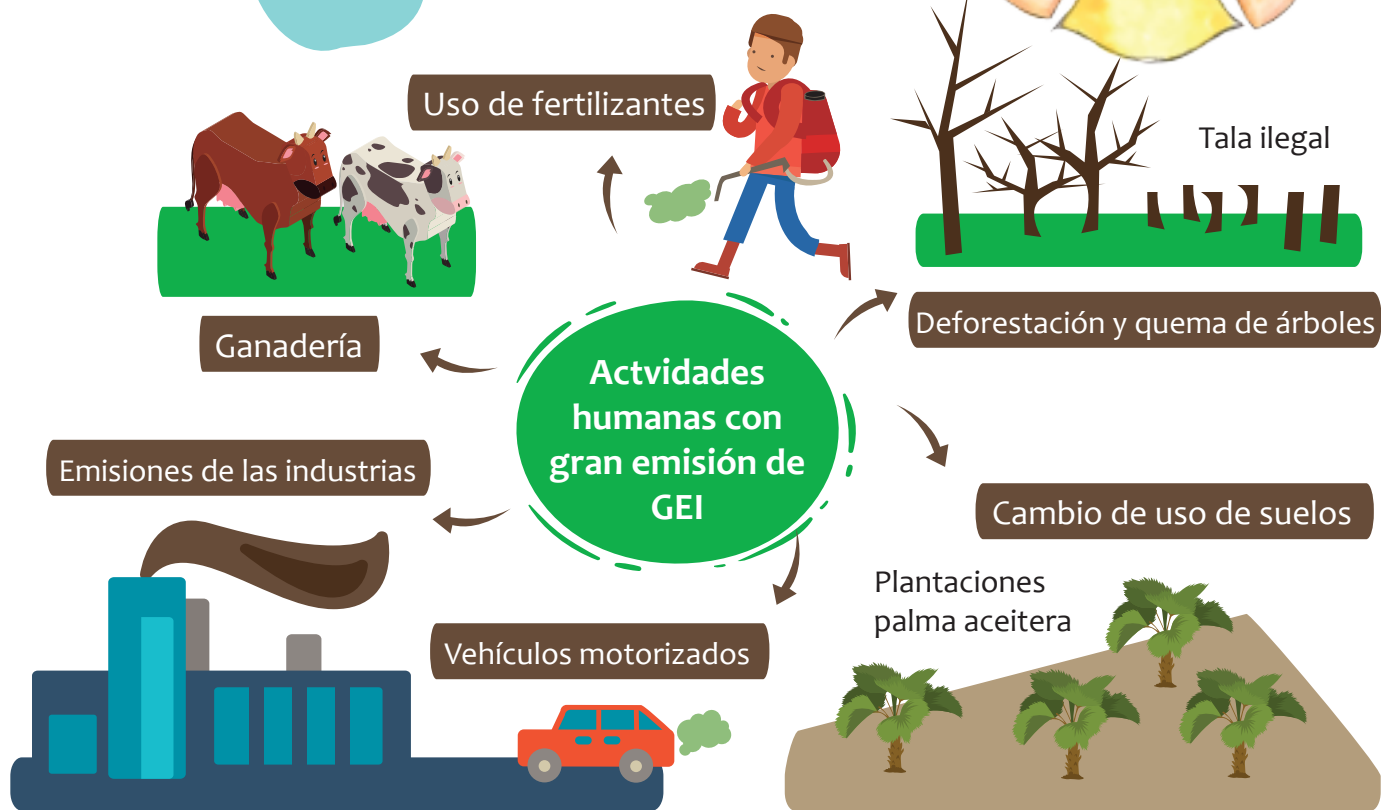 Uso de fertilizantes
Tala ilegal
Deforestación y quema de árboles
Ganadería
Actvidades
humanas con
gran emisión de
GEI
Emisiones de las industrias
Cambio de uso de suelos
Plantaciones
palma aceitera
Vehículos motorizados